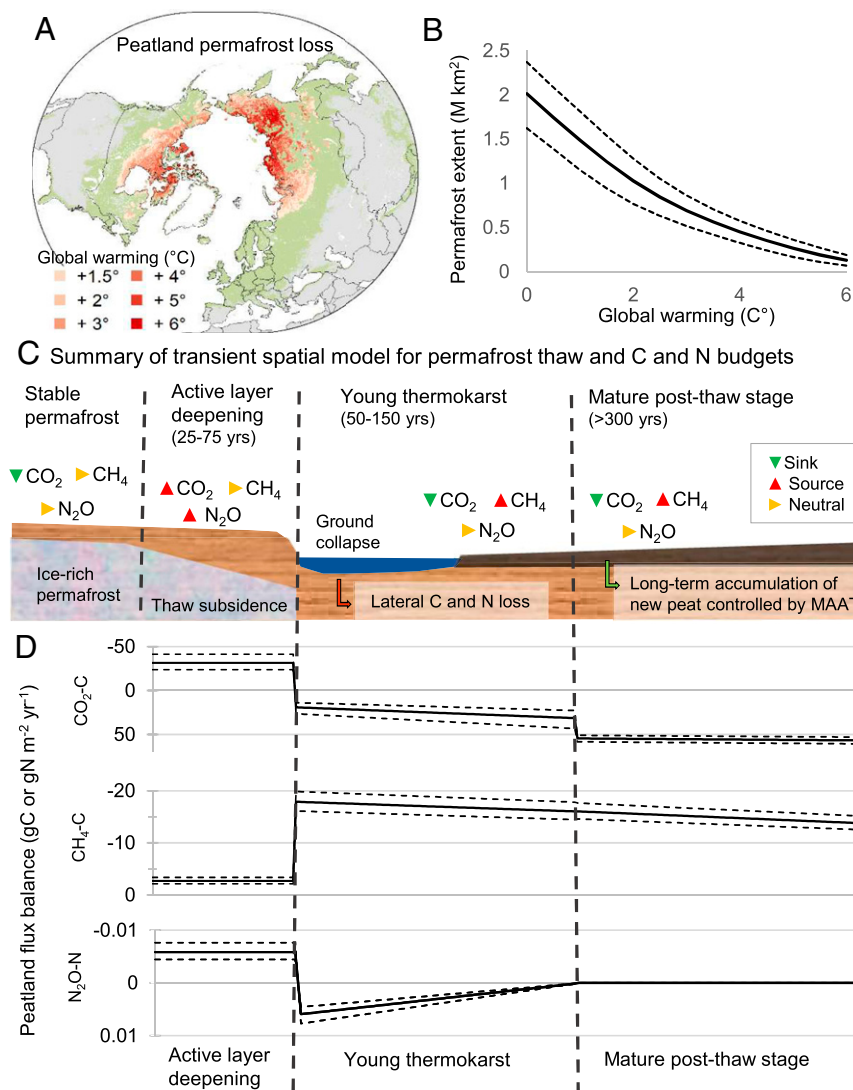 A
Peatland permafrost loss
Global warming (°C)
+1.5°
+ 4°
+ 2°
+ 5°
+ 3°
+ 6°
B
Permafrost extent (M km²)
2.5
2
1.5
1
0.5
0
0
2
4
6
Global warming (C°)
C Summary of transient spatial model for permafrost thaw and C and N budgets
Stable
permafrost
Active layer
deepening
(25-75 yrs)
Young thermokarst
(50-150 yrs)
Mature post-thaw stage
(>300 yrs)
CO₂
CH₄
N₂O
CO₂
CH₄
N₂O
CO₂
CH₄
N₂O
CO₂
CH₄
N₂O
Sink
Source
Neutral
Ground
collapse
Ice-rich
permafrost
Thaw subsidence
Lateral C and N loss
Long-term accumulation of
new peat controlled by MAAT
D
Peatland flux balance (gC or gN m⁻² yr⁻¹)
CO₂-C
-50
0
50
CH₄-C
-20
-10
0
N₂O-N
-0.01
0
0.01
Active layer
deepening
Young thermokarst
Mature post-thaw stage